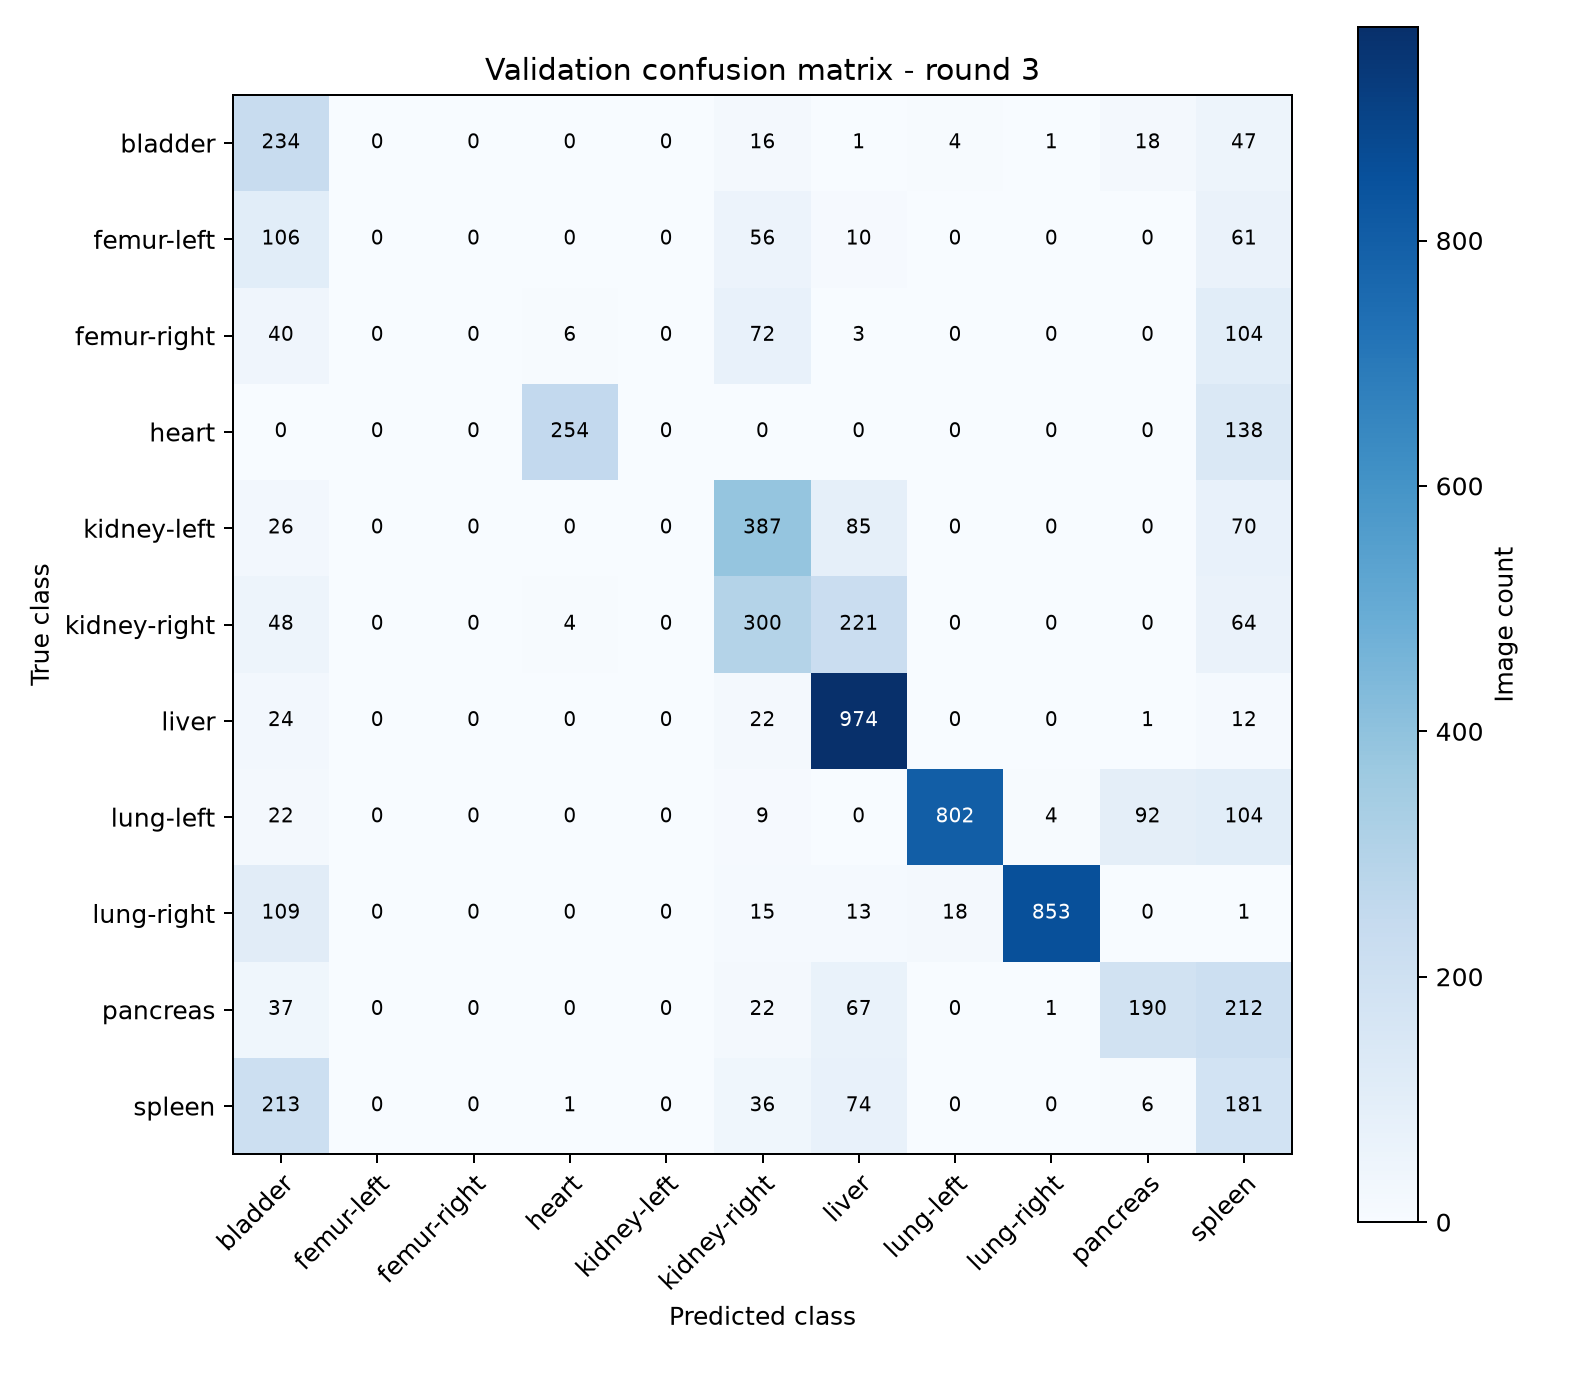 Validation confusion matrix - round 3
bladder 234 0 0 0 0 16 1 4 1 18 47
femur-left 106 0 0 0 0 56 10 0 0 0 61
femur-right 40 0 0 6 0 72 3 0 0 0 104
heart 0 0 0 254 0 0 0 0 0 0 138
kidney-left 26 0 0 0 0 387 85 0 0 0 70
kidney-right 48 0 0 4 0 300 221 0 0 0 64
liver 24 0 0 0 0 22 974 0 0 1 12
lung-left 22 0 0 0 0 9 0 802 4 92 104
lung-right 109 0 0 0 0 15 13 18 853 0 1
pancreas 37 0 0 0 0 22 67 0 1 190 212
spleen 213 0 0 1 0 36 74 0 0 6 181
True class
bladder femur-left femur-right heart kidney-left kidney-right liver lung-left lung-right pancreas spleen
Predicted class
800
600
400
200
0
Image count